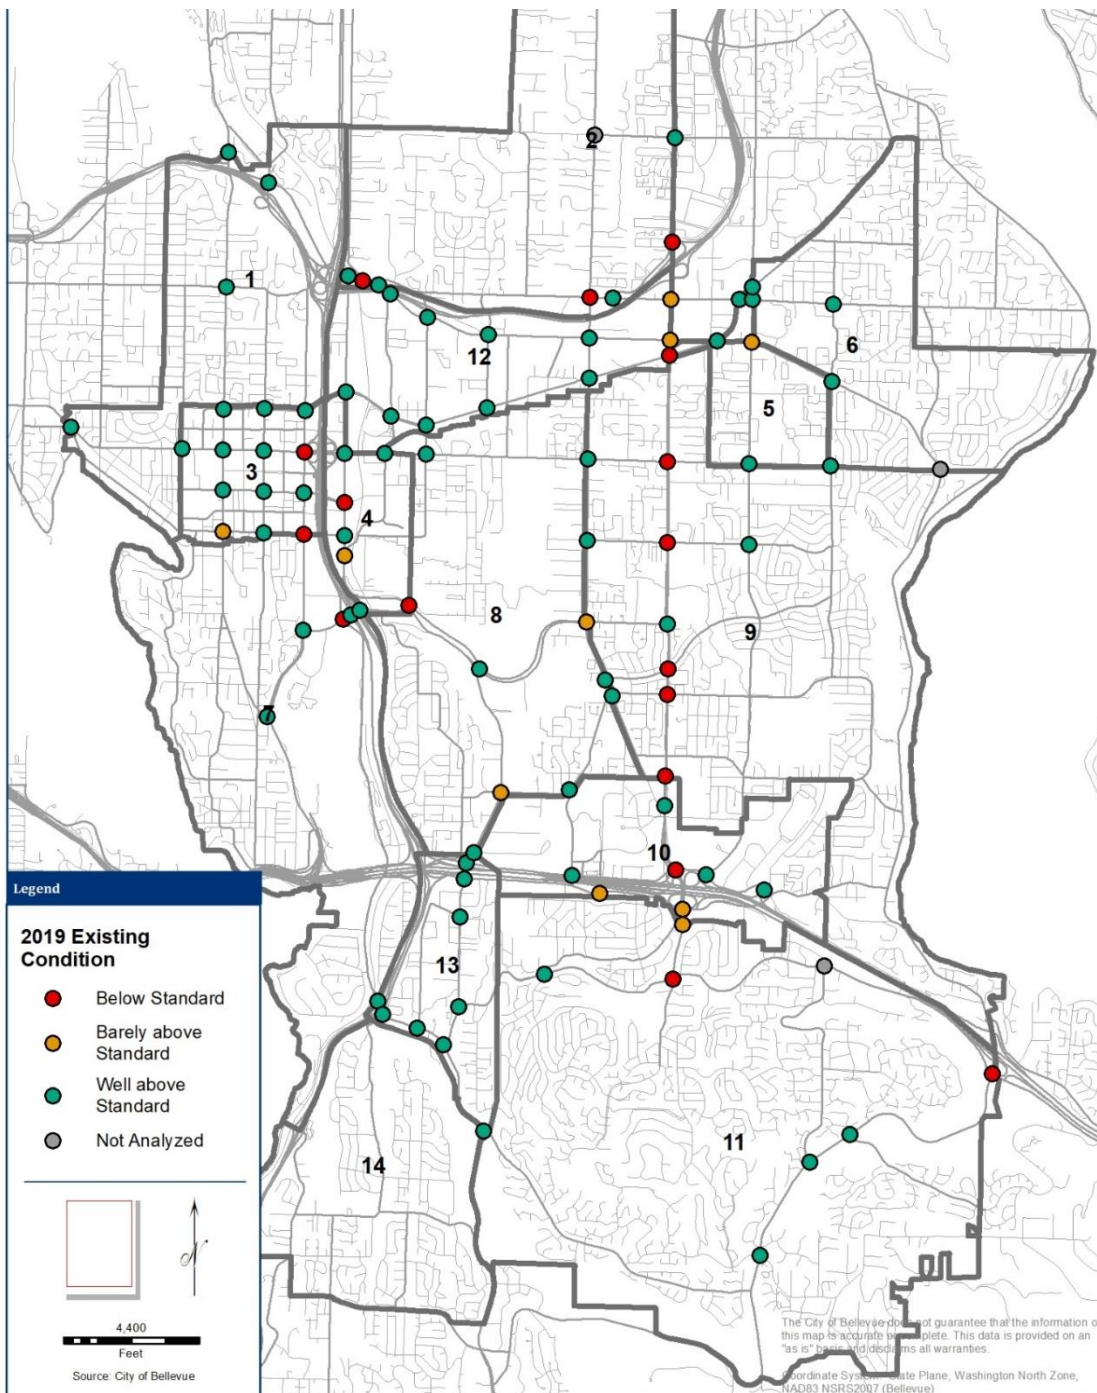 2
1
12
6
5
3
4
8
9
7
10
13
11
14
Legend
2019 Existing
Condition
Below Standard
Barely above
Standard
Well above
Standard
Not Analyzed
N
4,400
Feet
Source: City of Bellevue
The City of Bellevue does not guarantee that the information o
this map is accurate or complete. This data is provided on an
"as is" basis and disclaims all warranties.
Coordinate System: State Plane, Washington North Zone,
NAD83 NSRS2007 (Bellevue)